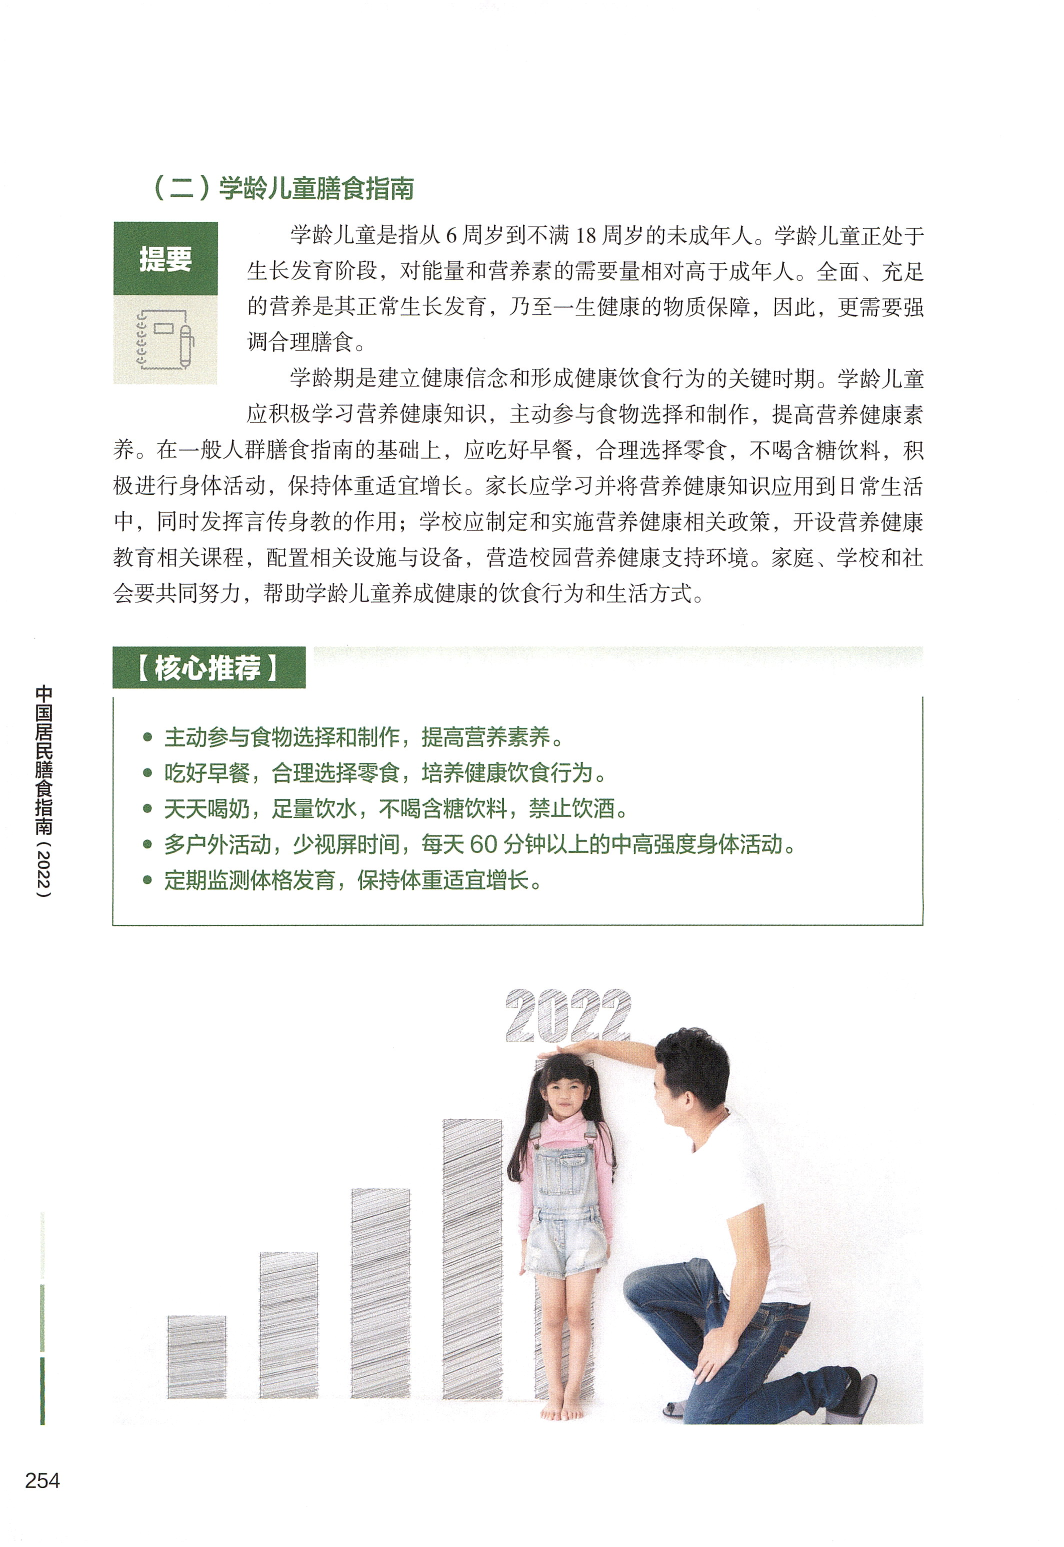 （二）学龄儿童膳食指南
提要
学龄儿童是指从 6 周岁到不满 18 周岁的未成年人。学龄儿童正处于
生长发育阶段，对能量和营养素的需要量相对高于成年人。全面、充足
的营养是其正常生长发育，乃至一生健康的物质保障，因此，更需要强
调合理膳食。
学龄期是建立健康信念和形成健康饮食行为的关键时期。学龄儿童
应积极学习营养健康知识，主动参与食物选择和制作，提高营养健康素
养。在一般人群膳食指南的基础上，应吃好早餐，合理选择零食，不喝含糖饮料，积
极进行身体活动，保持体重适宜增长。家长应学习并将营养健康知识应用到日常生活
中，同时发挥言传身教的作用；学校应制定和实施营养健康相关政策，开设营养健康
教育相关课程，配置相关设施与设备，营造校园营养健康支持环境。家庭、学校和社
会要共同努力，帮助学龄儿童养成健康的饮食行为和生活方式。
【核心推荐】
• 主动参与食物选择和制作，提高营养素养。
• 吃好早餐，合理选择零食，培养健康饮食行为。
• 天天喝奶，足量饮水，不喝含糖饮料，禁止饮酒。
• 多户外活动，少视屏时间，每天 60 分钟以上的中高强度身体活动。
• 定期监测体格发育，保持体重适宜增长。
中国居民膳食指南（2022）
2022
254